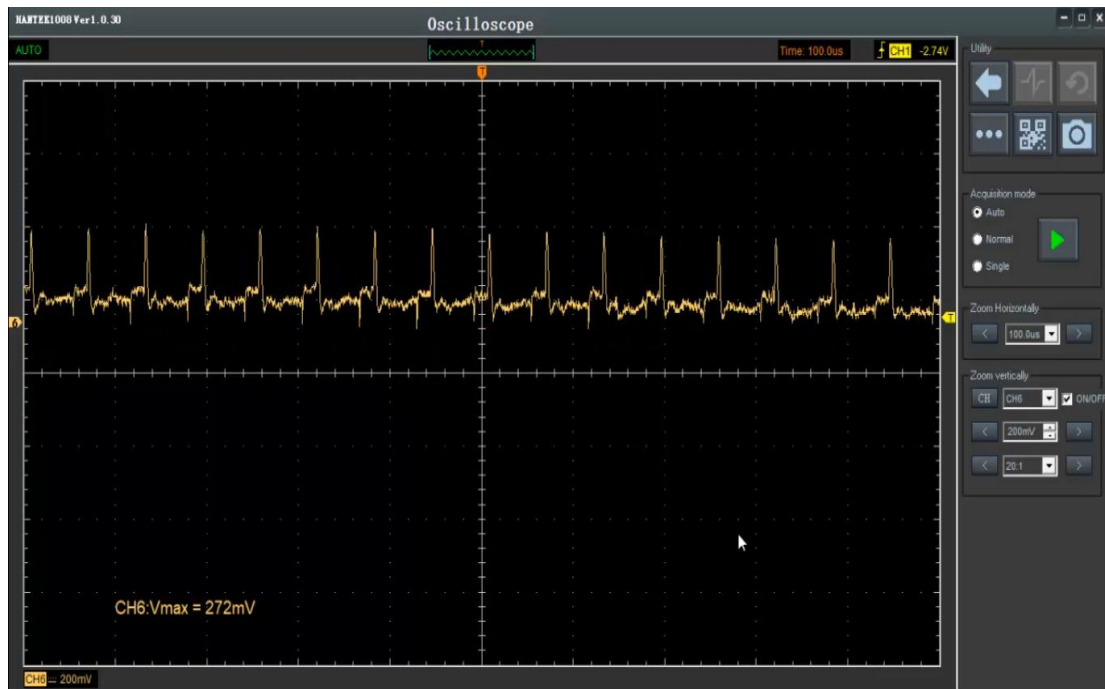 HANTEK1008 Ver1.0.30
Oscilloscope
AUTO
T
Time: 100.0us
CH1 -2.74V
T
6
T
CH6:Vmax = 272mV
CH6 200mV
Utility
Acquisition mode
Auto
Normal
Single
Zoom Horizontally
< 100.0us >
Zoom vertically
CH CH6 ON/OFF
< 200mV >
< 20:1 >